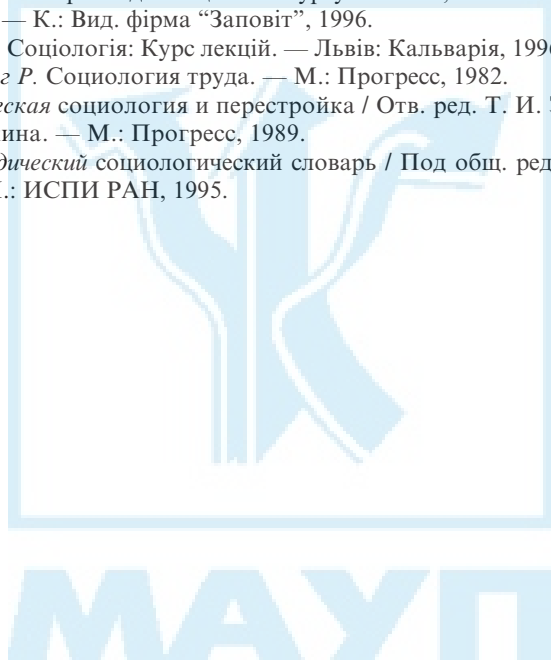 — К.: Вид. фірма “Заповіт”, 1996.
Соціологія: Курс лекцій. — Львів: Кальварія, 1996
г Р. Социология труда. — М.: Прогресс, 1982.
еская социология и перестройка / Отв. ред. Т. И.
ина. — М.: Прогресс, 1989.
дический социологический словарь / Под общ. ред
.: ИСПИ РАН, 1995.
МАУП